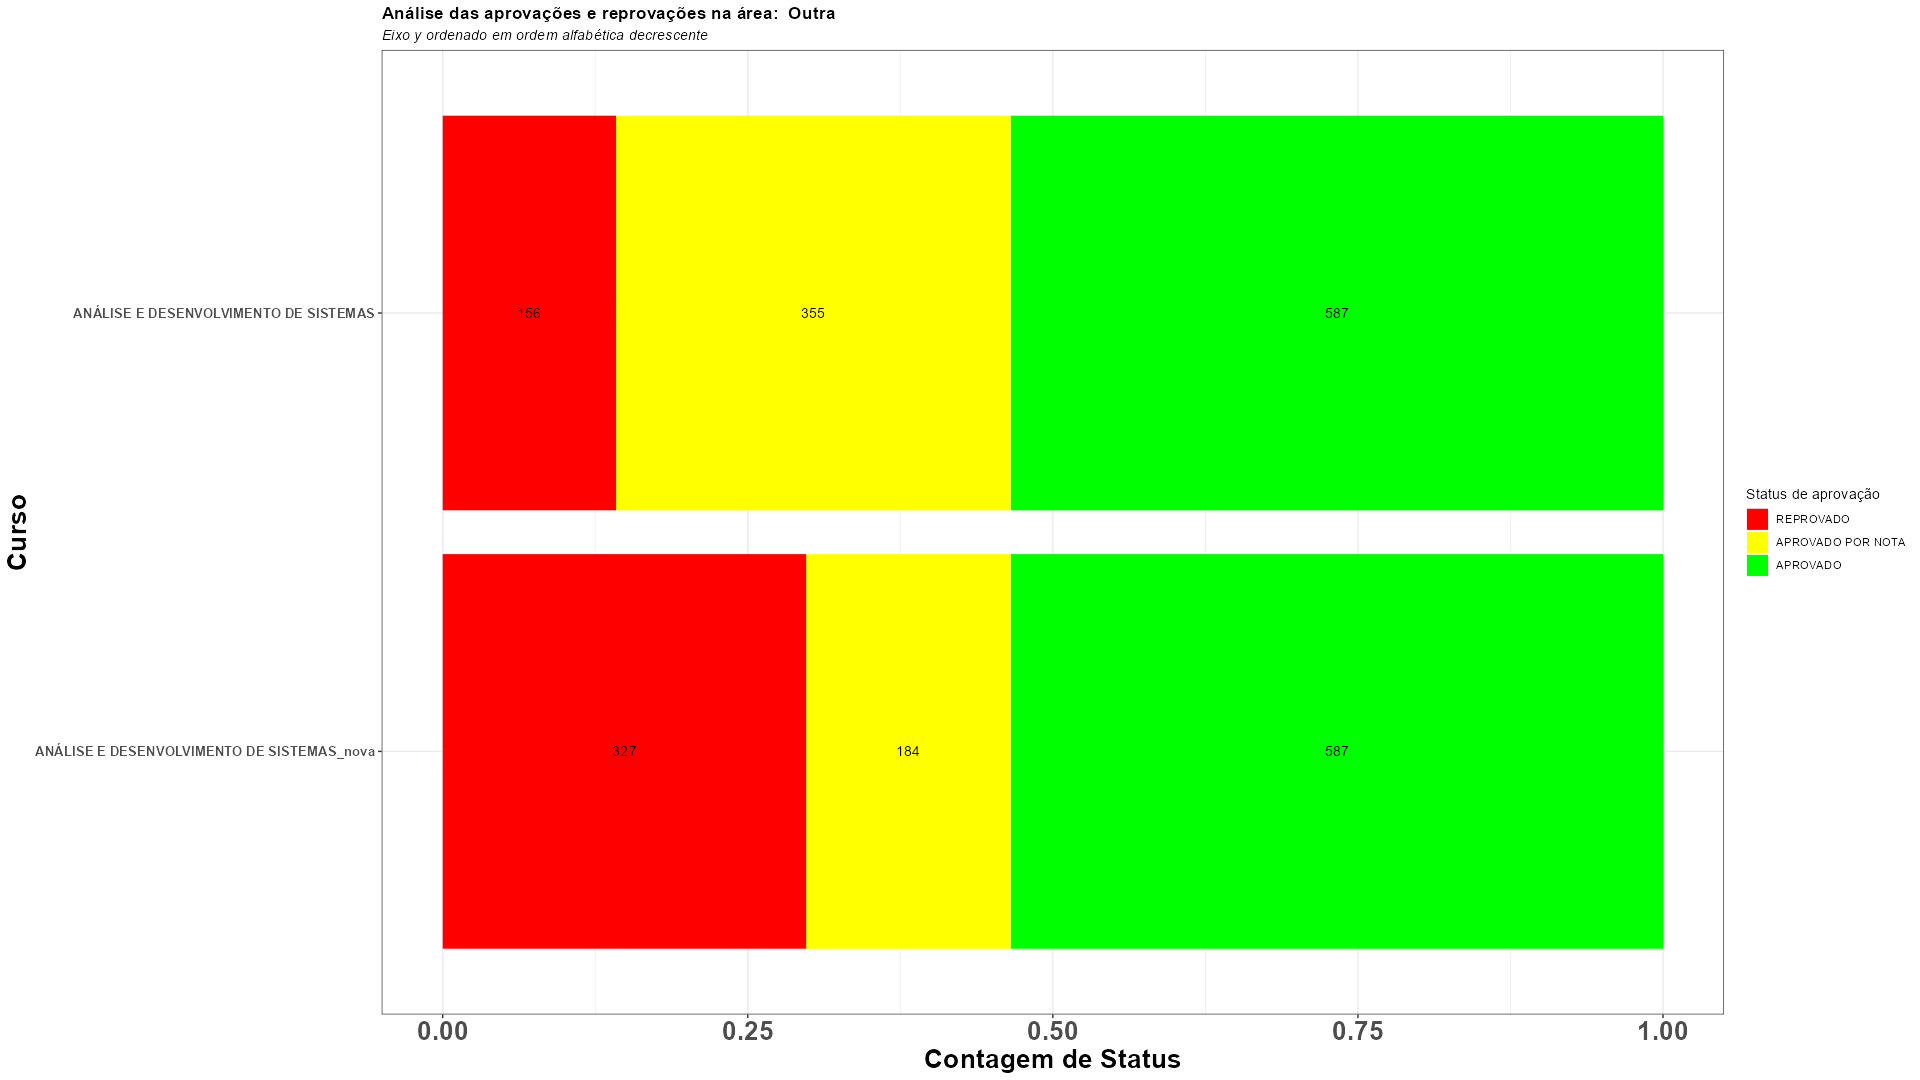 Análise das aprovações e reprovações na área:  Outra
Eixo y ordenado em ordem alfabética decrescente
Curso
ANÁLISE E DESENVOLVIMENTO DE SISTEMAS
156
355
587
ANÁLISE E DESENVOLVIMENTO DE SISTEMAS_nova
327
184
587
0.00
0.25
0.50
0.75
1.00
Contagem de Status
Status de aprovação
REPROVADO
APROVADO POR NOTA
APROVADO